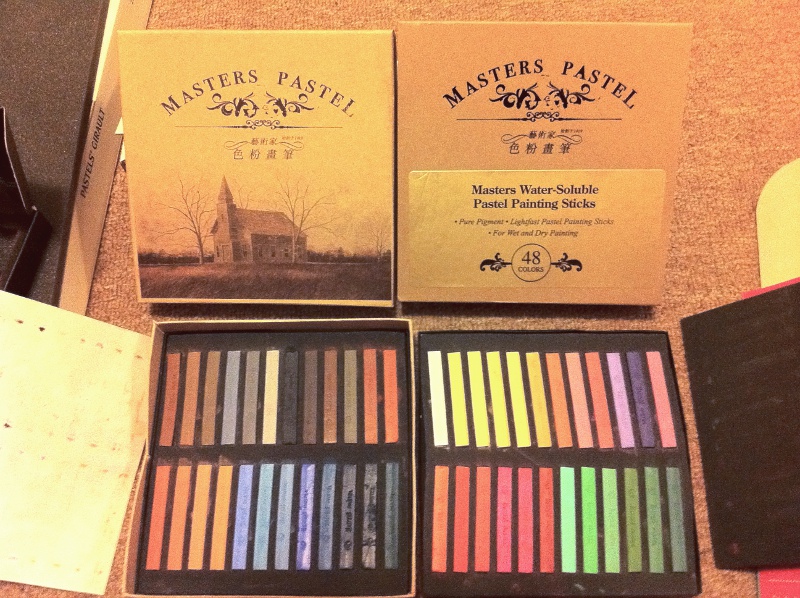 PASTELS GIRAULT
MASTERS PASTEL
藝術家
色粉畫筆
MASTERS PASTEL
藝術家
色粉畫筆
Masters Water-Soluble
Pastel Painting Sticks
• Pure Pigment • Lightfast Pastel Painting Sticks
• For Wet and Dry Painting
48
COLORS